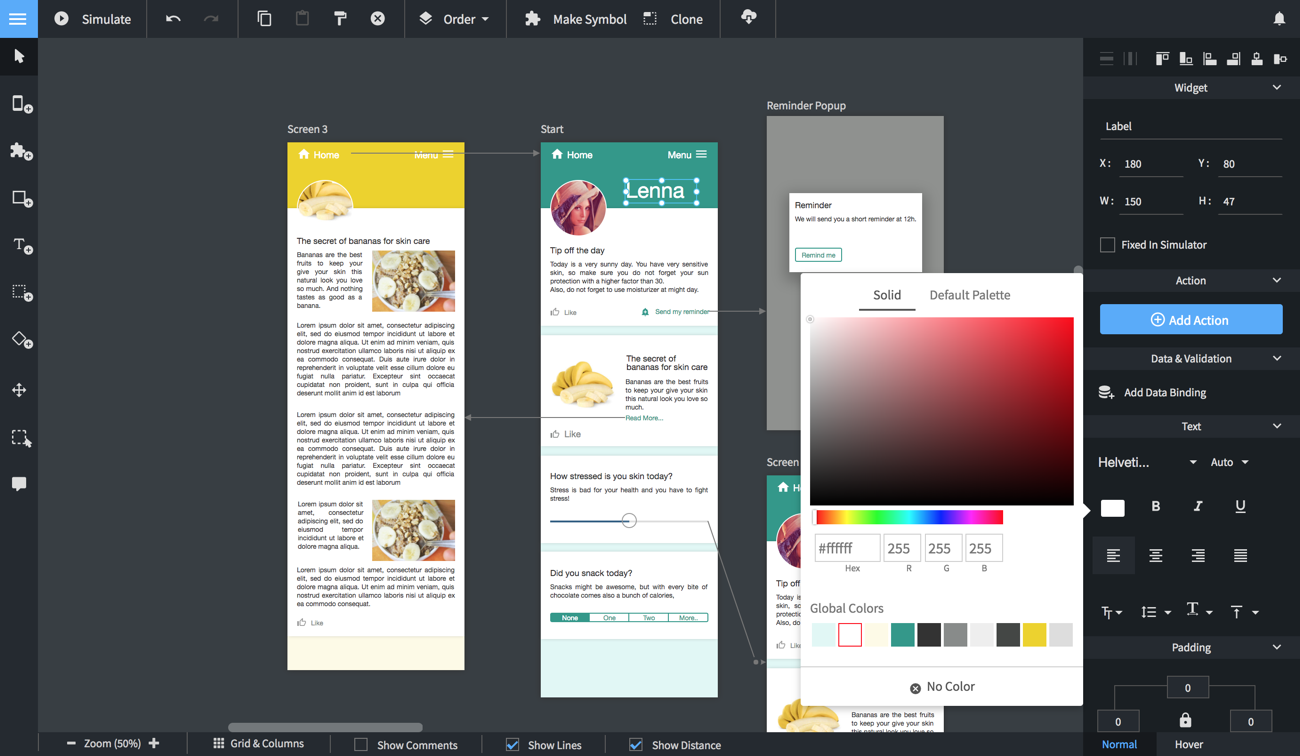 Simulate
Order
Make Symbol
Clone
Screen 3
Home
Menu
The secret of bananas for skin care
Bananas are the best
fruits to keep your
give your skin this
natural look you love
so much. And nothing
tastes as good as a
banana.
Lorem ipsum dolor sit amet, consectetur adipiscing
elit, sed do eiusmod tempor incididunt ut labore et
dolore magna aliqua. Ut enim ad minim veniam, quis
nostrud exercitation ullamco laboris nisi ut aliquip ex
ea commodo consequat. Duis aute irure dolor in
reprehenderit in voluptate velit esse cillum dolore eu
fugiat nulla pariatur. Excepteur sint occaecat
cupidatat non proident, sunt in culpa qui officia
deserunt mollit anim id est laborum
Lorem ipsum dolor sit amet, consectetur adipiscing
elit, sed do eiusmod tempor incididunt ut labore et
dolore magna aliqua. Ut enim ad minim veniam, quis
nostrud exercitation ullamco laboris nisi ut aliquip ex
ea commodo consequat. Duis aute irure dolor in
reprehenderit in voluptate velit esse cillum dolore eu
fugiat nulla pariatur. Excepteur sint occaecat
cupidatat non proident, sunt in culpa qui officia
deserunt mollit anim id est laborum
Lorem ipsum dolor sit
amet, consectetur
adipiscing elit, sed do
eiusmod tempor
incididunt ut labore
et dolore magna
aliqua.
Lorem ipsum dolor sit amet, consectetur adipiscing
elit, sed do eiusmod tempor incididunt ut labore et
dolore magna aliqua. Ut enim ad minim veniam, quis
nostrud exercitation ullamco laboris nisi ut aliquip ex
ea commodo consequat.
Like
Start
Home
Menu
Lenna
Tip off the day
Today is a very sunny day. You have very sensitive
skin, so make sure you do not forget your sun
protection with a higher factor than 30.
Also, do not forget to use moisturizer at might day.
Like
Send my reminder
The secret of
bananas for skin care
Bananas are the best fruits
to keep your give your skin
this natural look you love so
much.
Read More...
Like
How stressed is you skin today?
Stress is bad for your health and you have to fight
stress!
Did you snack today?
Snacks might be awesome, but with every bite of
chocolate comes also a bunch of calories,
None
One
Two
More..
Reminder Popup
Reminder
We will send you a short reminder at 12h.
Remind me
Screen
H
Tip off
Today is
skin, so
protecti
Also, do
Like
Bananas are the best fruits
to keep your give your skin
this natural look you love so
Solid
Default Palette
#ffffff
255
255
255
Hex
R
G
B
Global Colors
No Color
Widget
Label
X:
180
Y:
80
W:
150
H:
47
Fixed In Simulator
Action
Add Action
Data & Validation
Add Data Binding
Text
Helveti...
Auto
B
I
U
Padding
0
0
0
Normal
Hover
Zoom (50%)
Grid & Columns
Show Comments
Show Lines
Show Distance